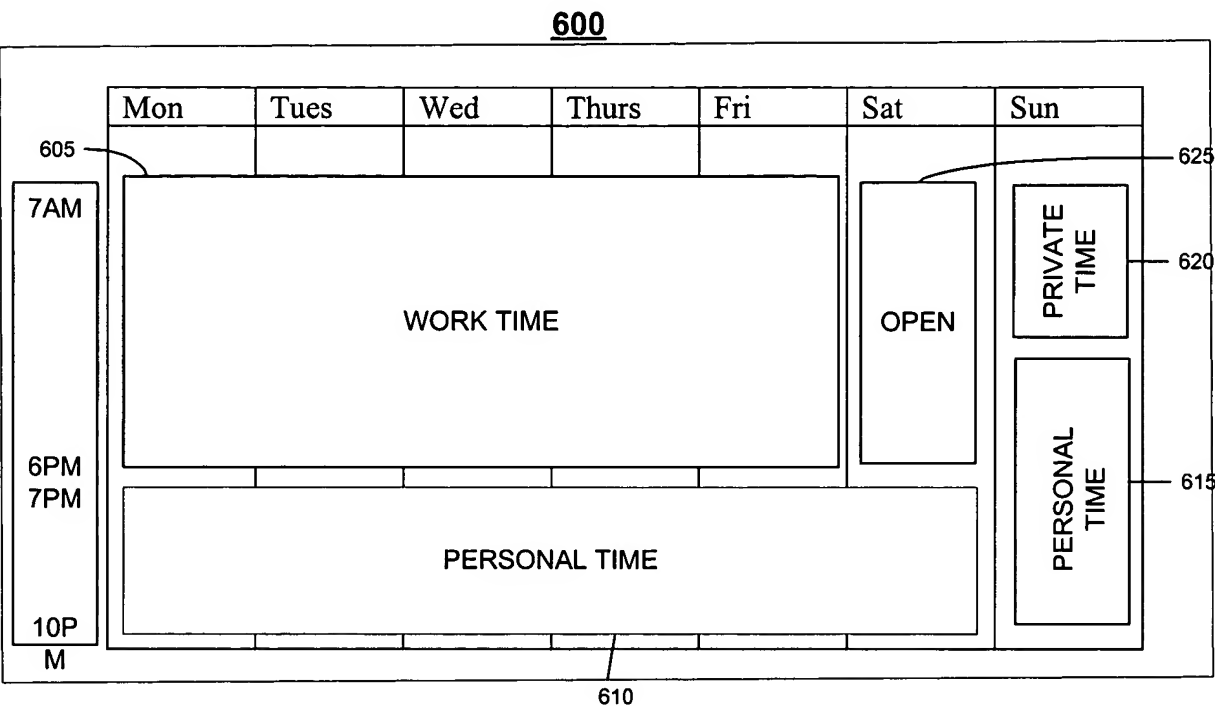 600
Mon Tues Wed Thurs Fri Sat Sun
605
625
7AM
PRIVATE
TIME
620
WORK TIME
OPEN
6PM
7PM
PERSONAL
TIME
615
PERSONAL TIME
10P
M
610